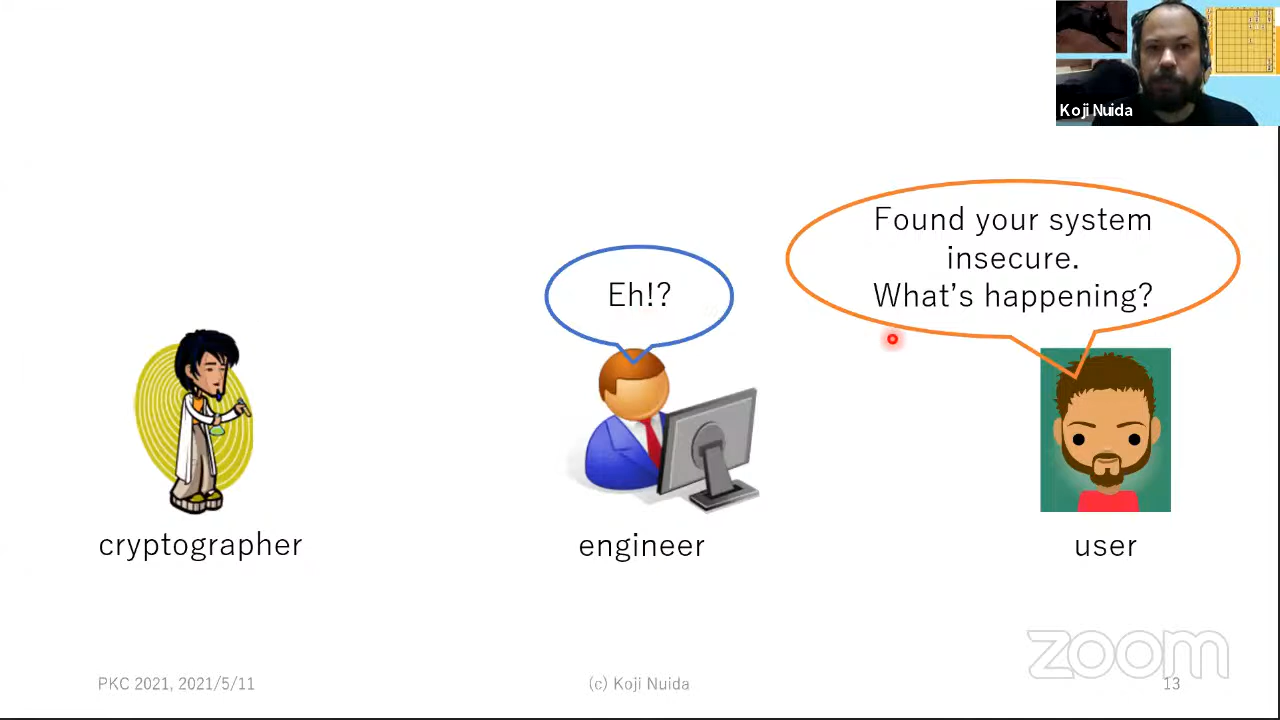 Koji Nuida
Found your system
insecure.
What's happening?
Eh!?
cryptographer
engineer
user
zoom
PKC 2021, 2021/5/11
(c) Koji Nuida
13